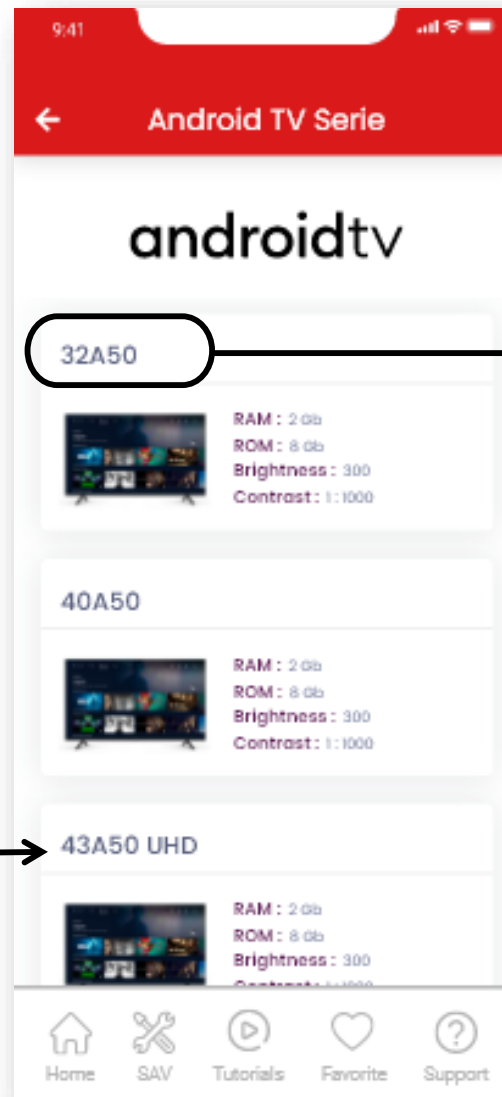 9:41
Android TV Serie
androidtv
32A50
RAM : 2 Gb
ROM : 8 Gb
Brightness : 300
Contrast : 1 : 1000
40A50
RAM : 2 Gb
ROM : 8 Gb
Brightness : 300
Contrast : 1 : 1000
43A50 UHD
RAM : 2 Gb
ROM : 8 Gb
Brightness : 300
Home SAV Tutorials Favorite Support